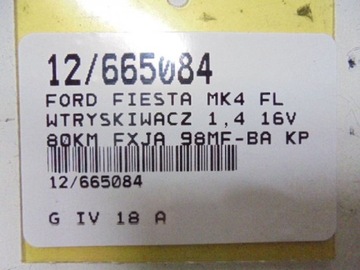 12/665084
FORD FIESTA MK4 FL
WTRYSKIWACZ 1,4 16V
80KM FXJA 98MF-BA KP
12/665084
G IV 18 A